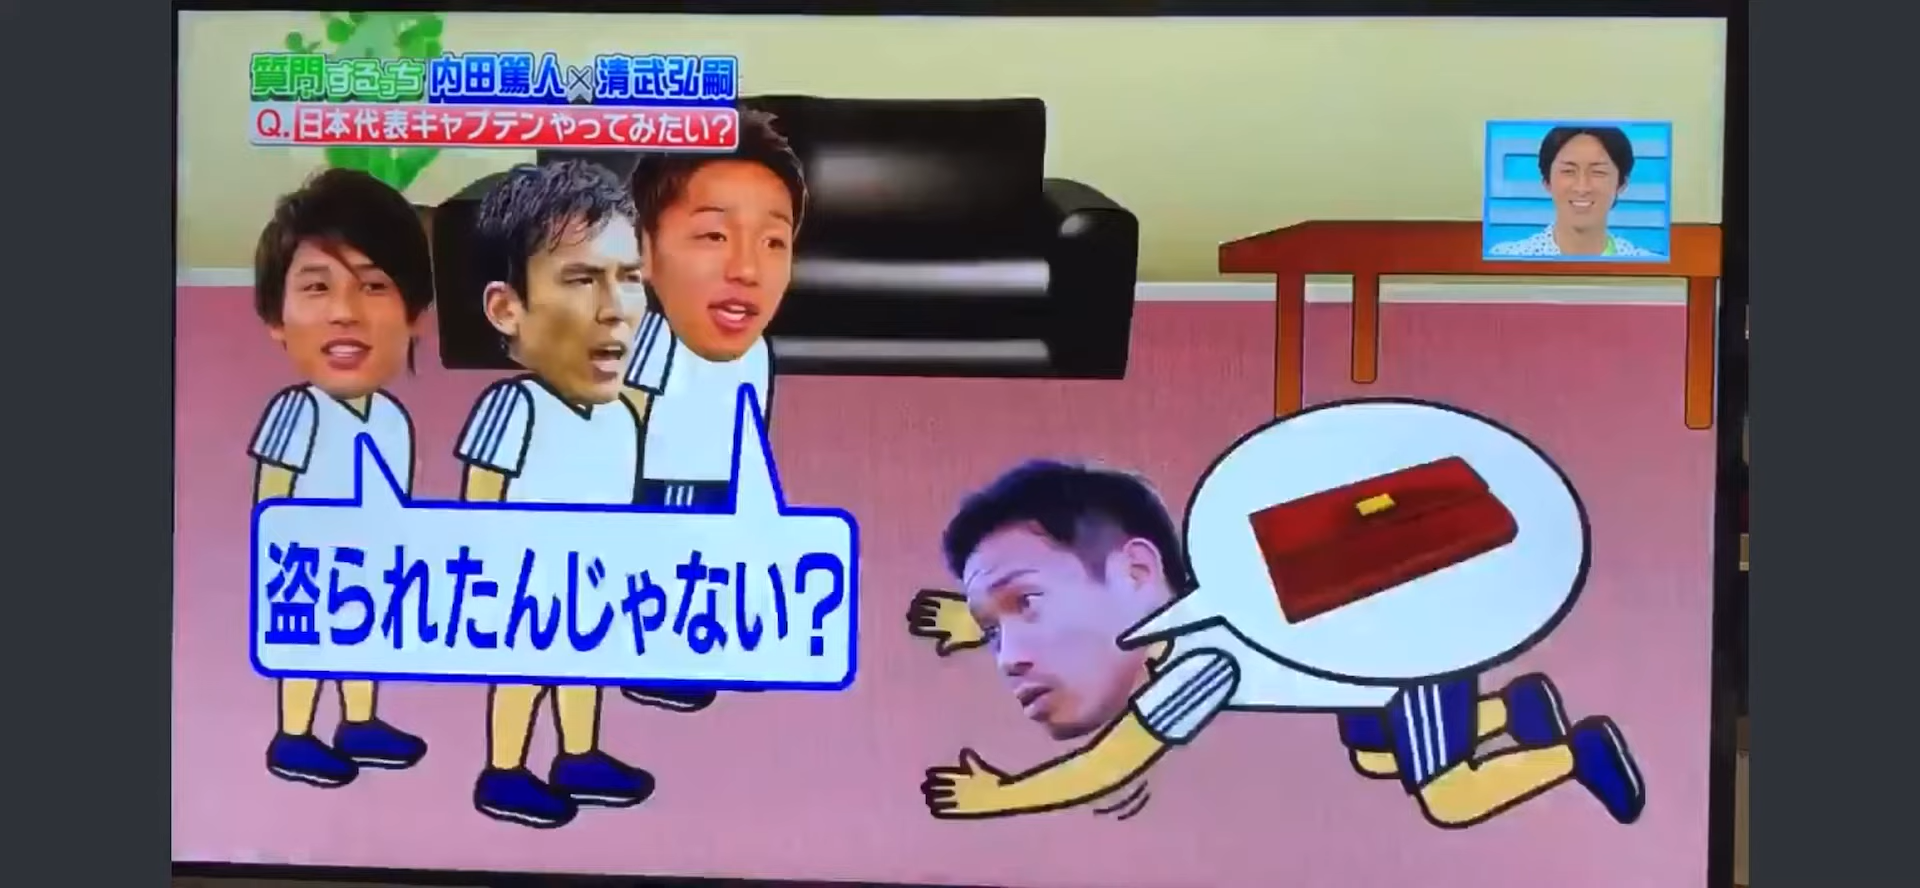 質問するっち 内田篤人×清武弘嗣
Q.日本代表キャプテンやってみたい?
盗られたんじゃない?